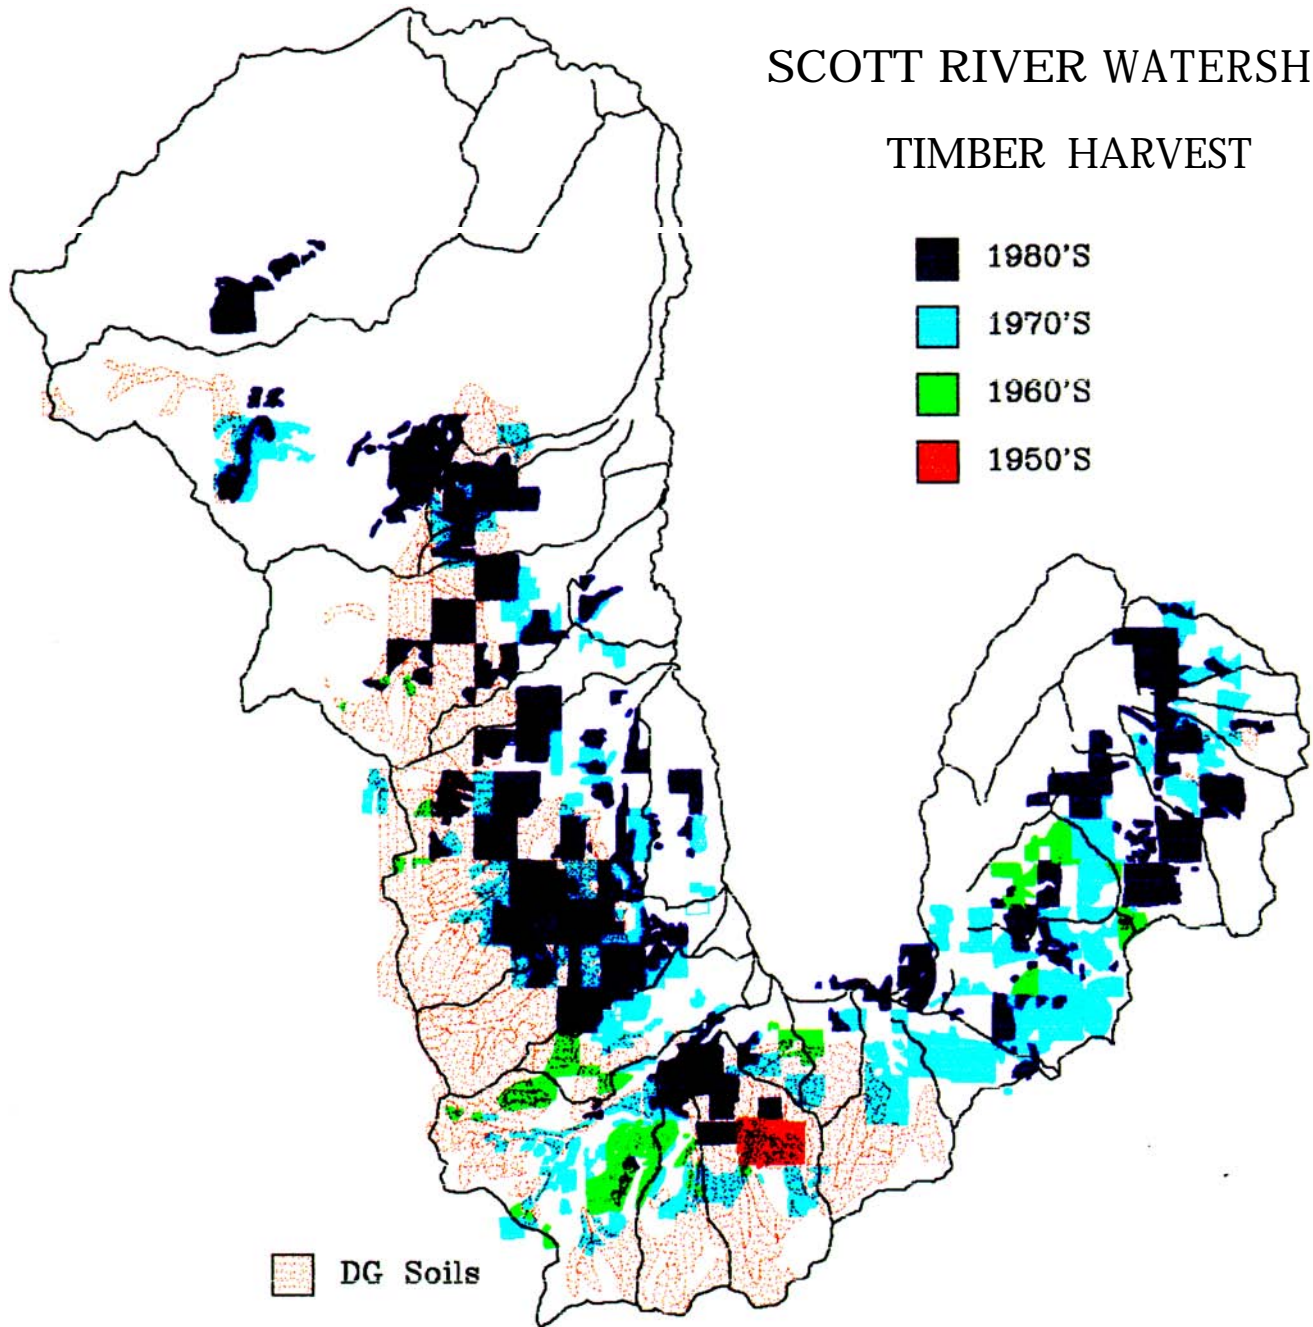 SCOTT RIVER WATERSH
TIMBER HARVEST
1980'S
1970'S
1960'S
1950'S
DG Soils